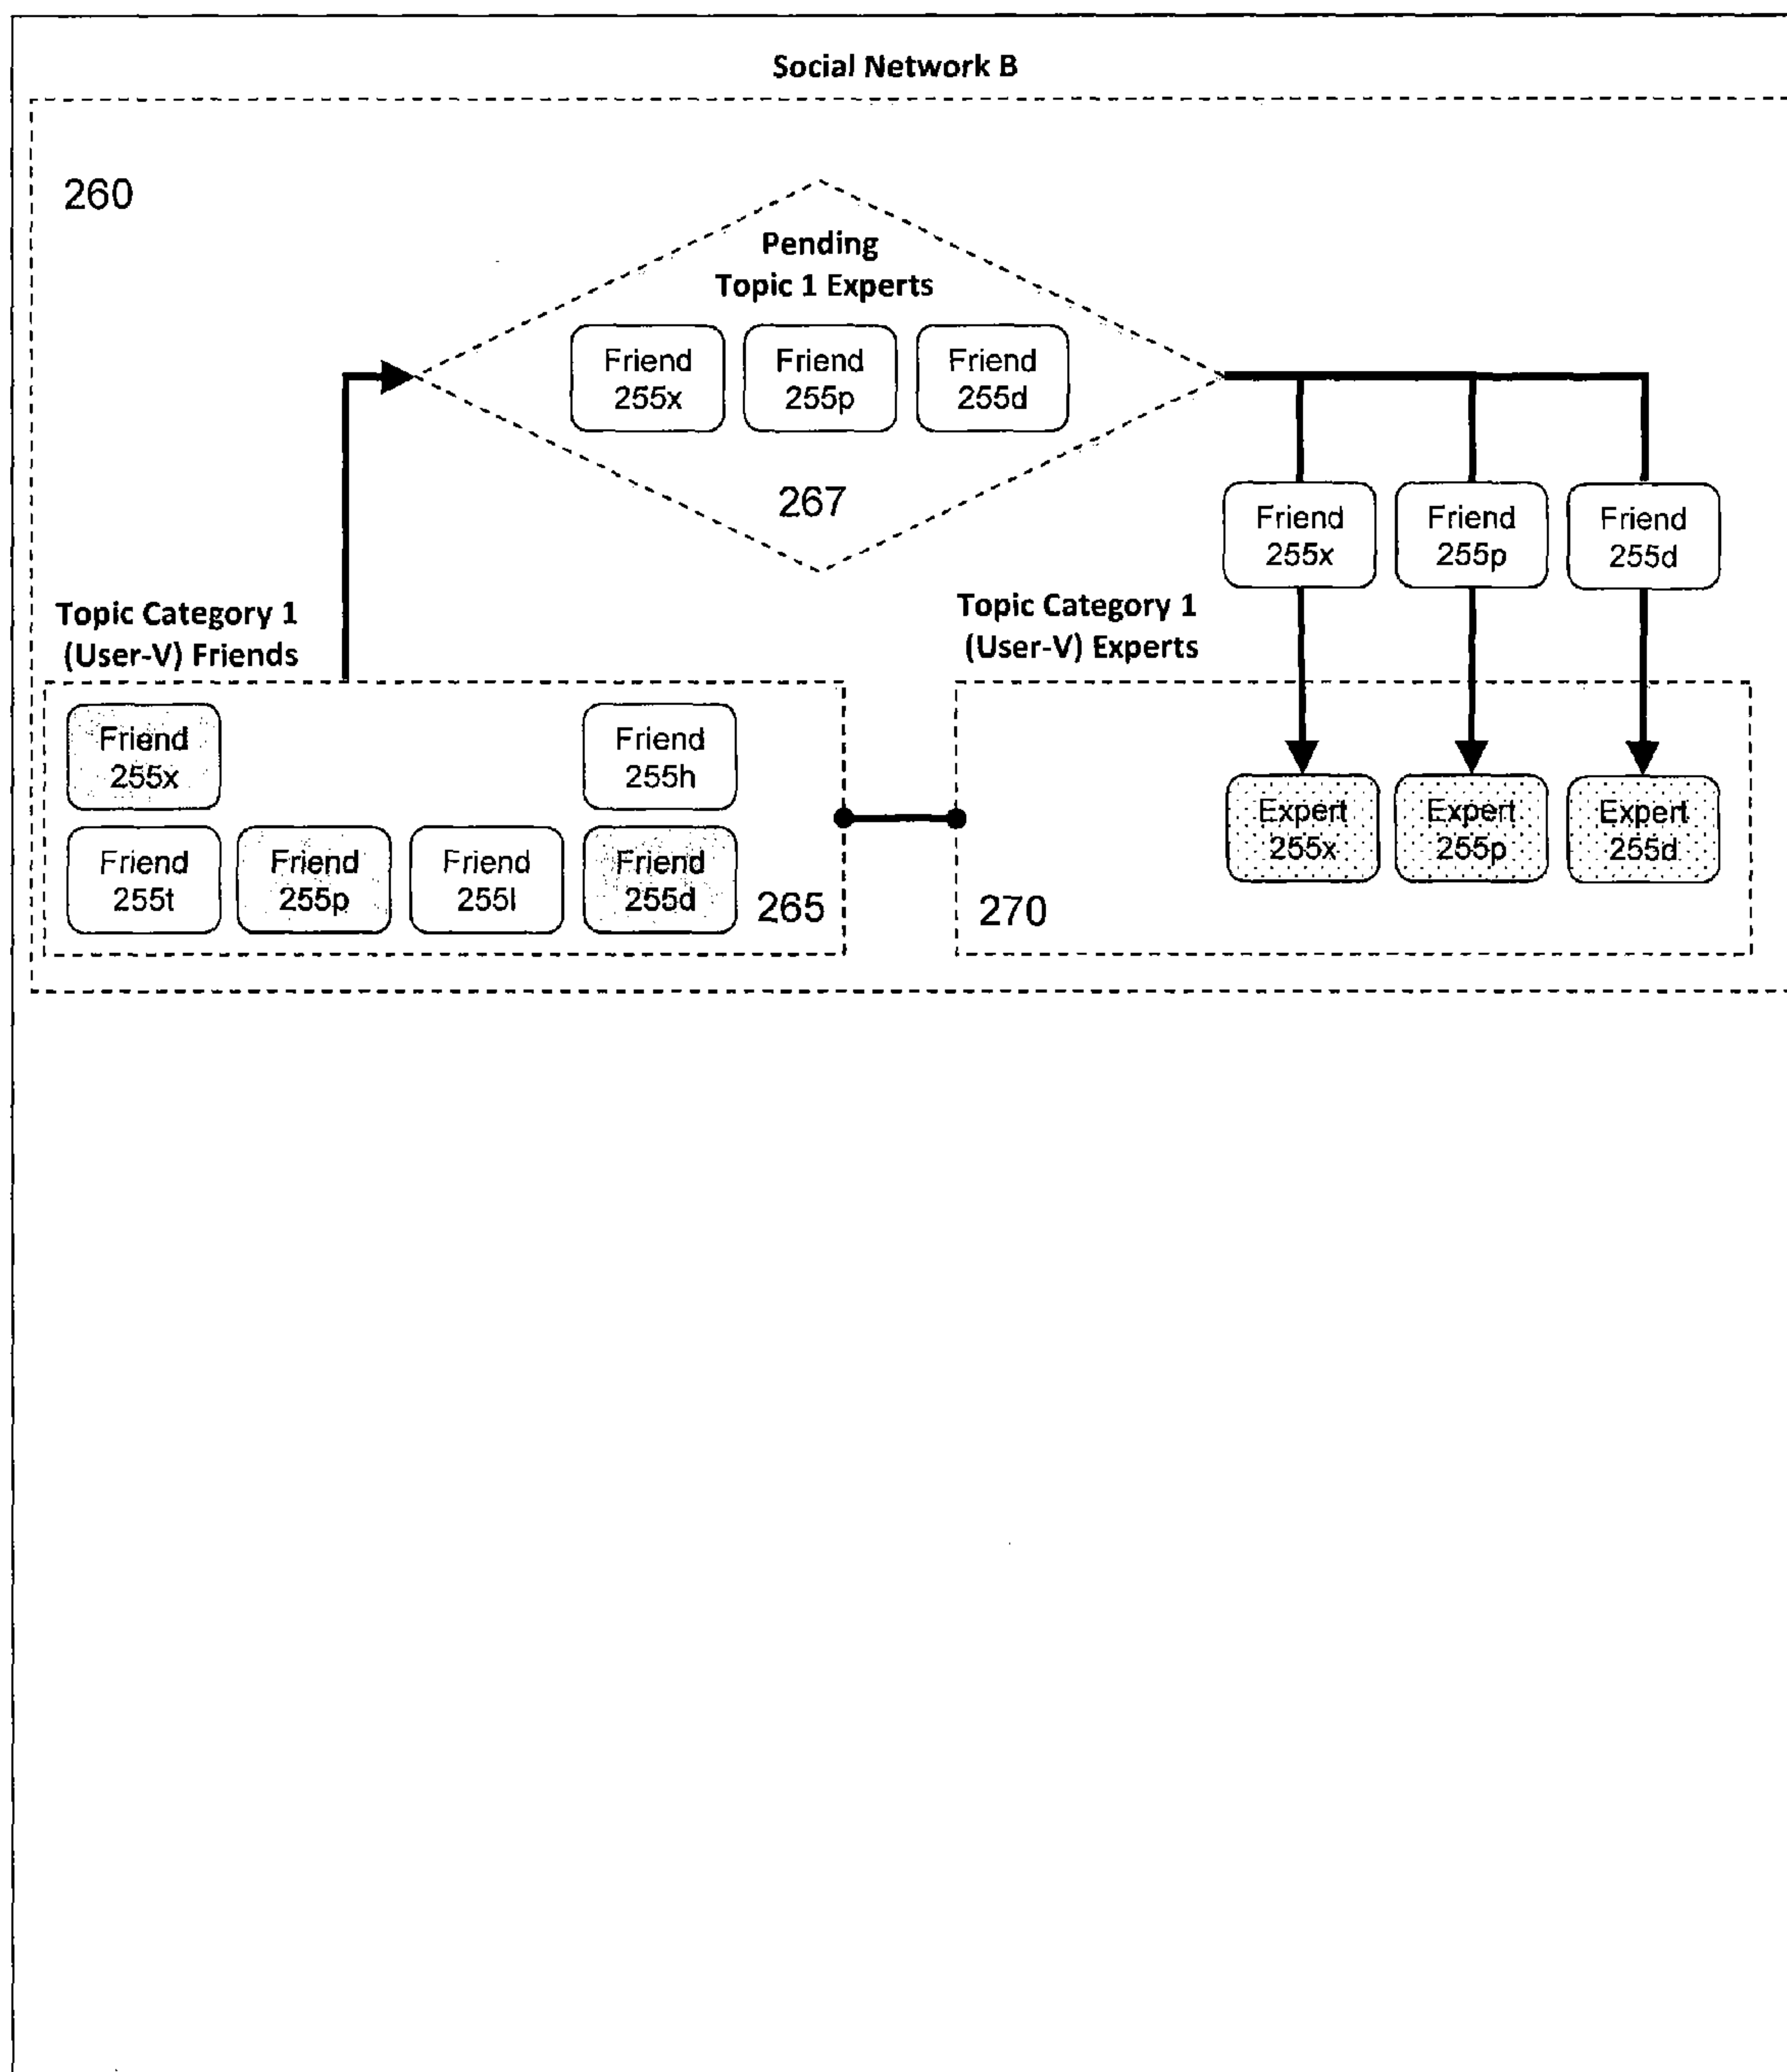 Social Network B
260
Pending
Topic 1 Experts
Friend
255x
Friend
255p
Friend
255d
267
Friend
255x
Friend
255p
Friend
255d
Topic Category 1
(User-V) Friends
Topic Category 1
(User-V) Experts
Friend
255x
Friend
255h
Friend
255t
Friend
255p
Friend
255l
Friend
255d
265
270
Expert
255x
Expert
255p
Expert
255d